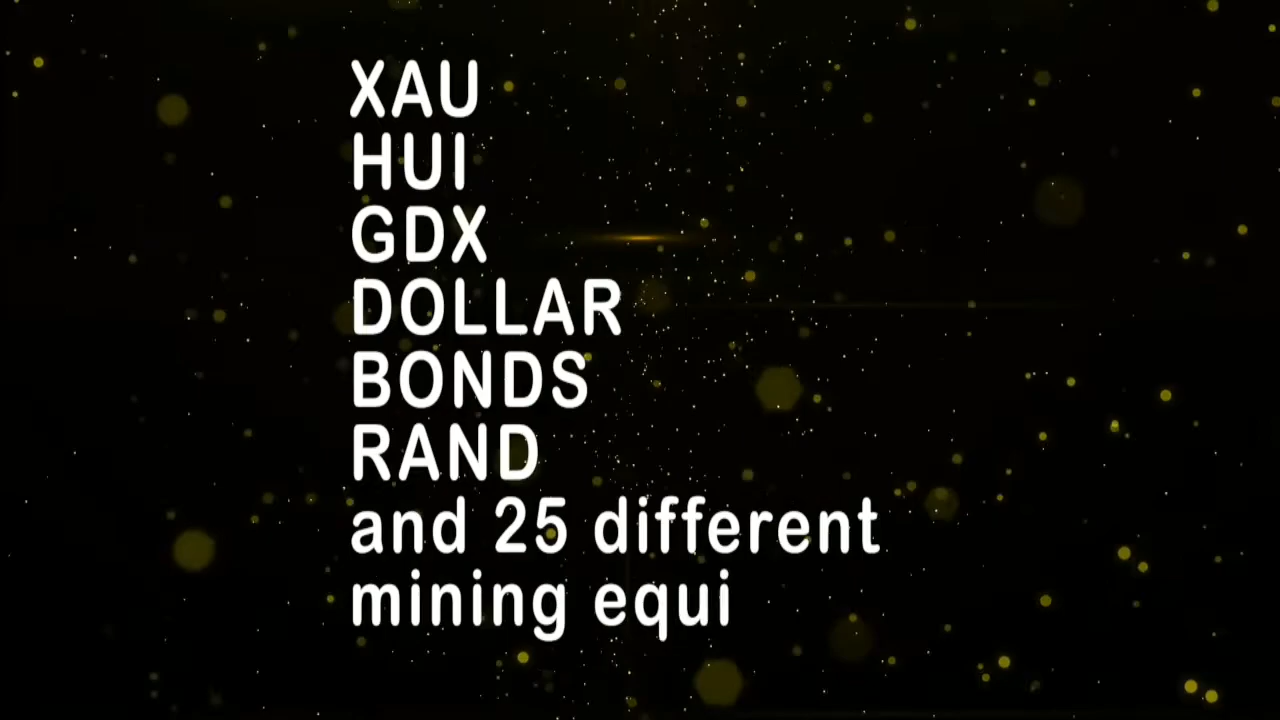 XAU
HUI
GDX
DOLLAR
BONDS
RAND
and 25 different
mining equi